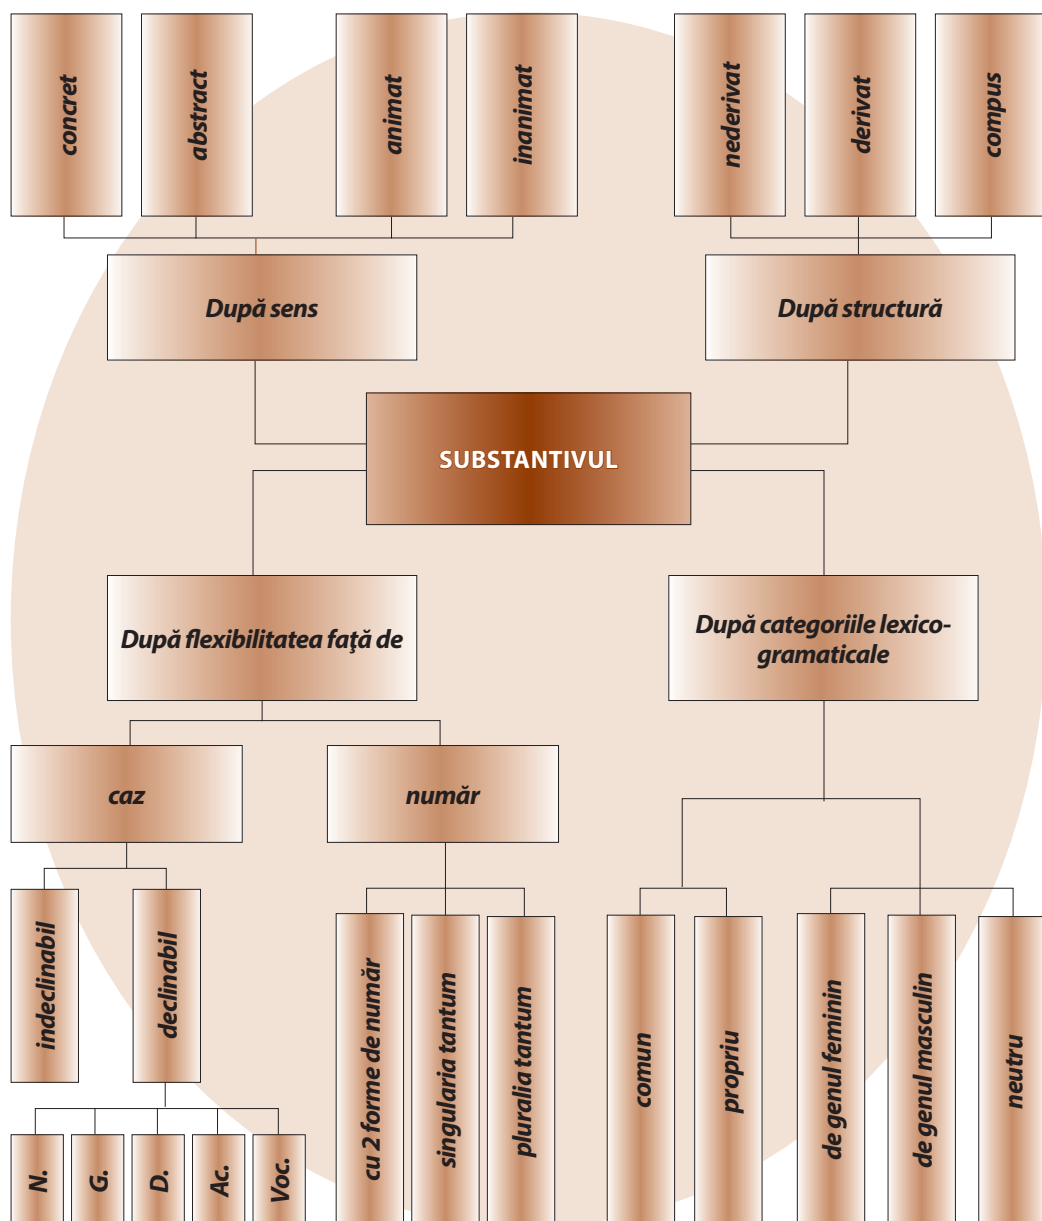 concret
abstract
animat
inanimat
nederivat
derivat
compus
După sens
După structură
SUBSTANTIVUL
După flexibilitatea faţă de
După categoriile lexico-
gramaticale
caz
număr
indeclinabil
declinabil
cu 2 forme de număr
singularia tantum
pluralia tantum
comun
propriu
de genul feminin
de genul masculin
neutru
N.
G.
D.
Ac.
Voc.